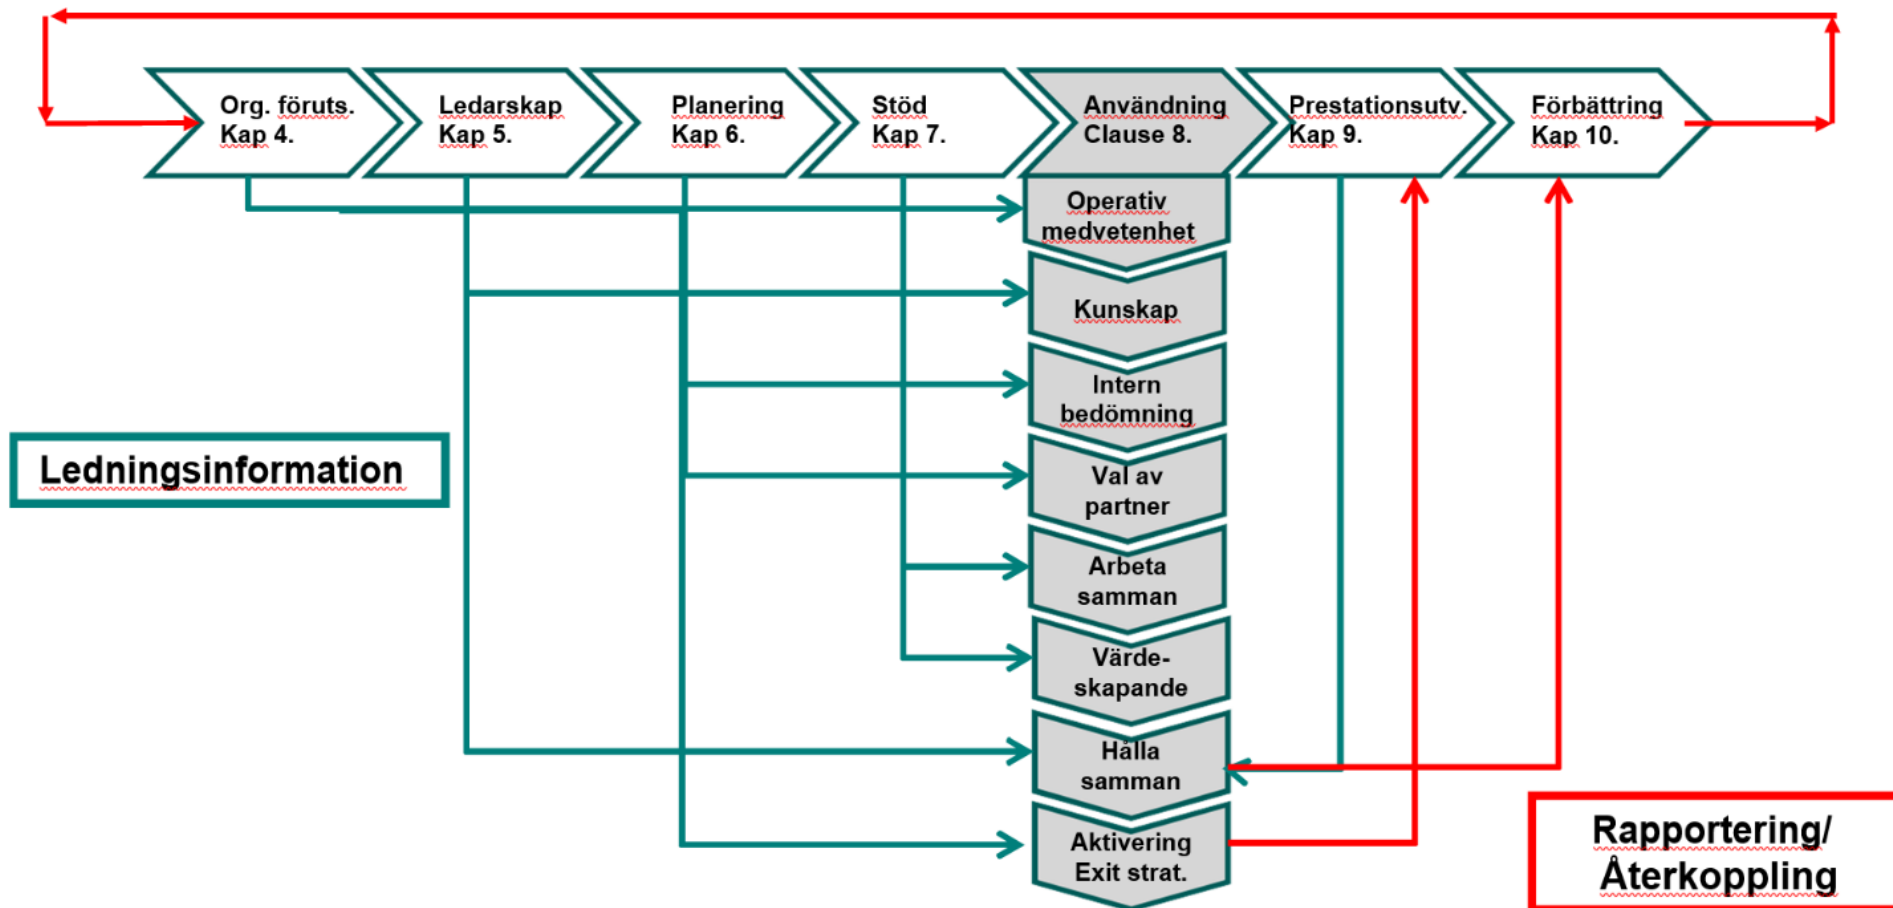 Org. föruts.
Kap 4.
Ledarskap
Kap 5.
Planering
Kap 6.
Stöd
Kap 7.
Användning
Clause 8.
Prestationsutv.
Kap 9.
Förbättring
Kap 10.
Operativ
medvetenhet
Kunskap
Intern
bedömning
Val av
partner
Arbeta
samman
Värde-
skapande
Hålla
samman
Aktivering
Exit strat.
Ledningsinformation
Rapportering/
Återkoppling